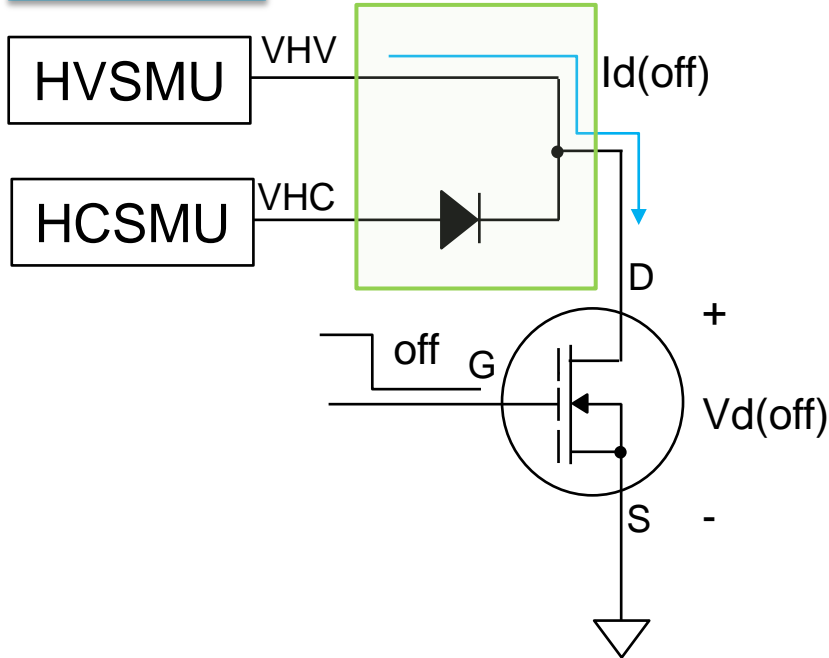 VHV
HVSMU
Id(off)
VHC
HCSMU
D
+
off
G
Vd(off)
S
-